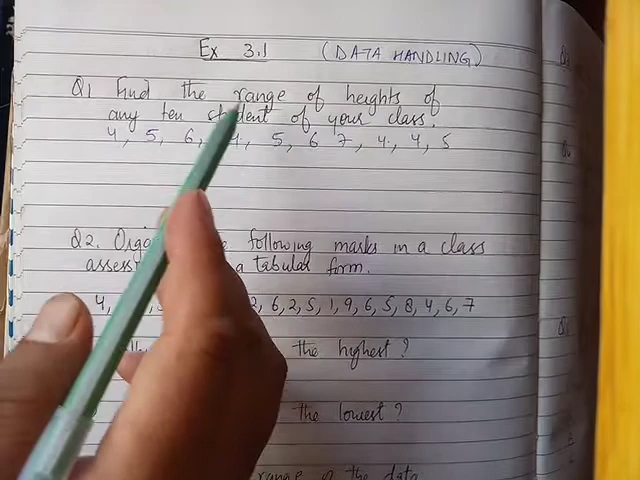 Ex 3.1 (DATA HANDLING)
Q1 Find the range of heights of
any ten student of your class.
4, 5, 6, 4, 5, 6 7, 4, 4, 5
Q2. following marks in a class
a tabular form.
4, 2, 6, 2, 5, 1, 9, 6, 5, 8, 4, 6, 7
the highest?
the lowest?
range of the data